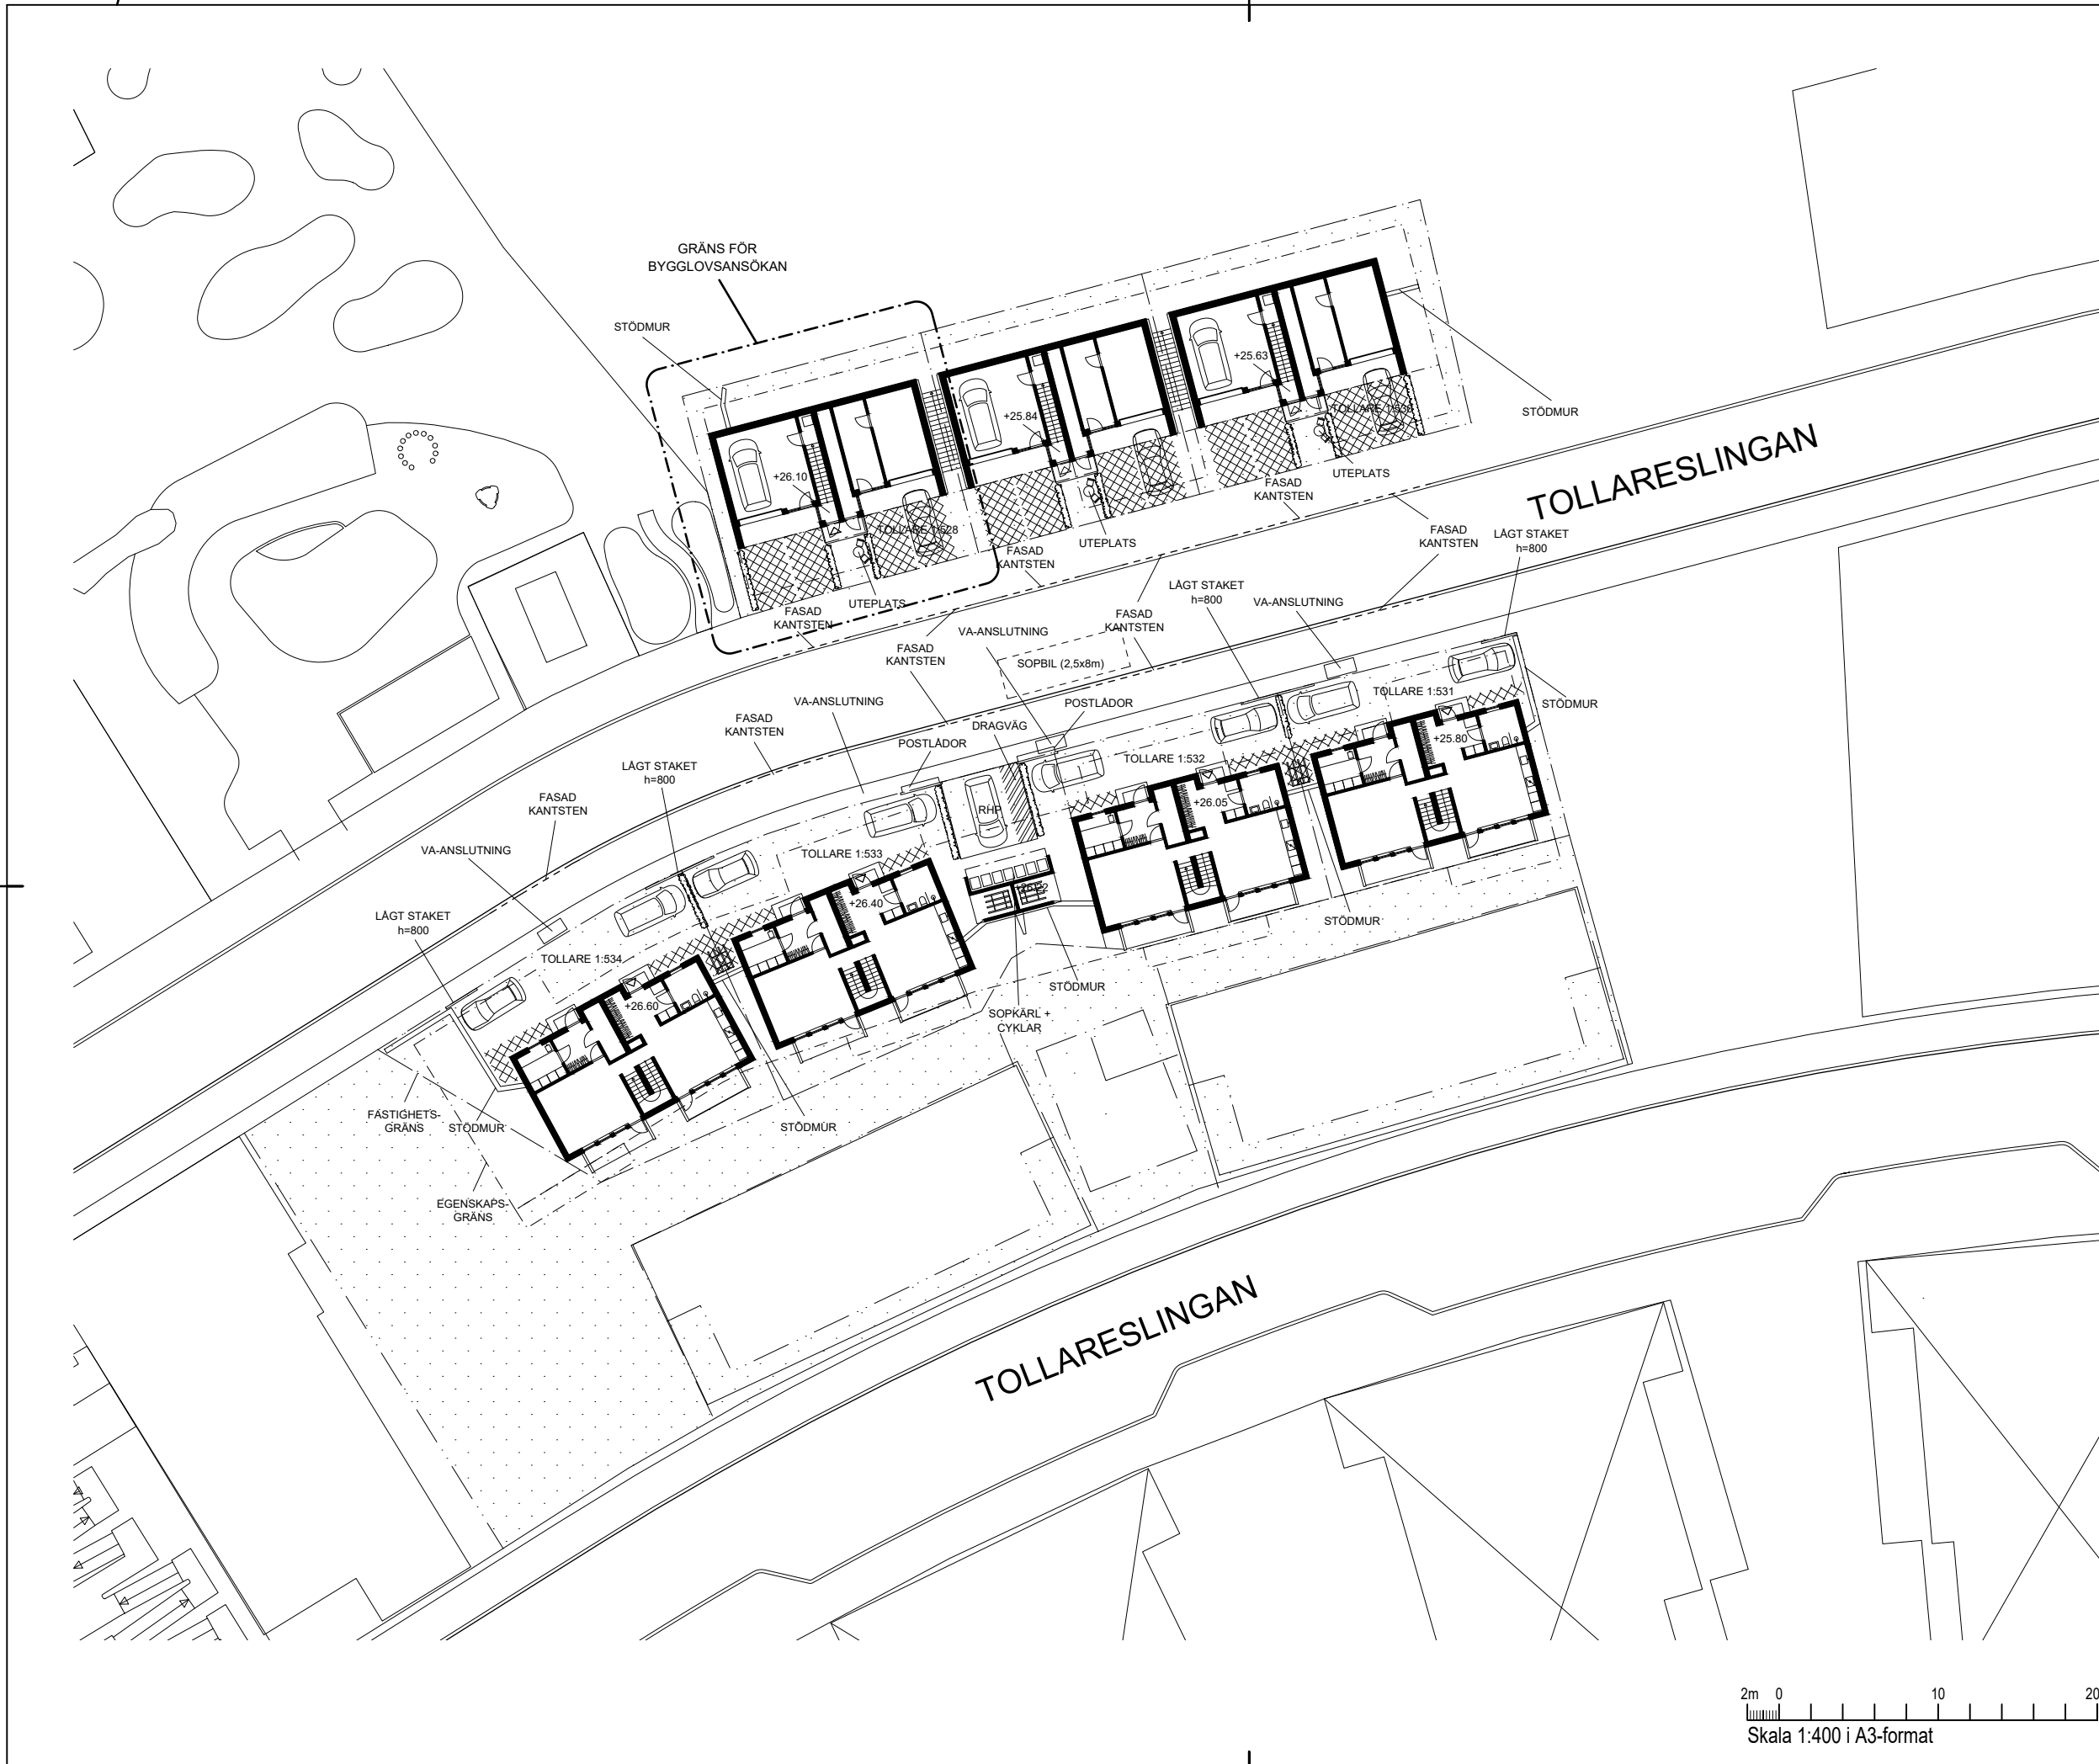 GRÄNS FÖR
BYGGLOVSANSÖKAN
STÖDMUR
+25.63
+25.84
+26.10
STÖDMUR
UTEPLATS
FASAD
KANTSTEN
TOLLARESLINGAN
TOLLARE 1:528
UTEPLATS
FASAD
KANTSTEN
FASAD
KANTSTEN
LÅGT STAKET
h=800
UTEPLATS
FASAD
KANTSTEN
LÅGT STAKET
h=800
VA-ANSLUTNING
FASAD
KANTSTEN
VA-ANSLUTNING
FASAD
KANTSTEN
SOPBIL (2,5x8m)
TOLLARE 1:531
STÖDMUR
VA-ANSLUTNING
POSTLÅDOR
FASAD
KANTSTEN
DRAGVÄG
POSTLÅDOR
+25.80
TOLLARE 1:532
LÅGT STAKET
h=800
FASAD
KANTSTEN
RHP
+26.05
VA-ANSLUTNING
TOLLARE 1:533
+26.40
LÅGT STAKET
h=800
STÖDMUR
TOLLARE 1:534
STÖDMUR
+26.60
SOPKÄRL +
CYKLAR
FASTIGHETS-
GRÄNS
STÖDMUR
STÖDMUR
EGENSKAPS-
GRÄNS
TOLLARESLINGAN
2m 0 10 20
Skala 1:400 i A3-format